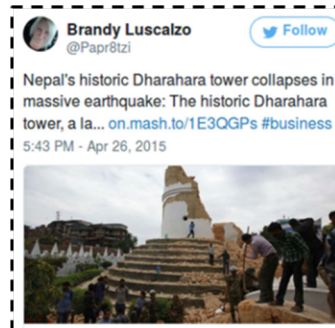 Brandy Luscalzo
@Papr8tzi
Follow
Nepal's historic Dharahara tower collapses in
massive earthquake: The historic Dharahara
tower, a la... on.mash.to/1E3QGPs #business
5:43 PM - Apr 26, 2015